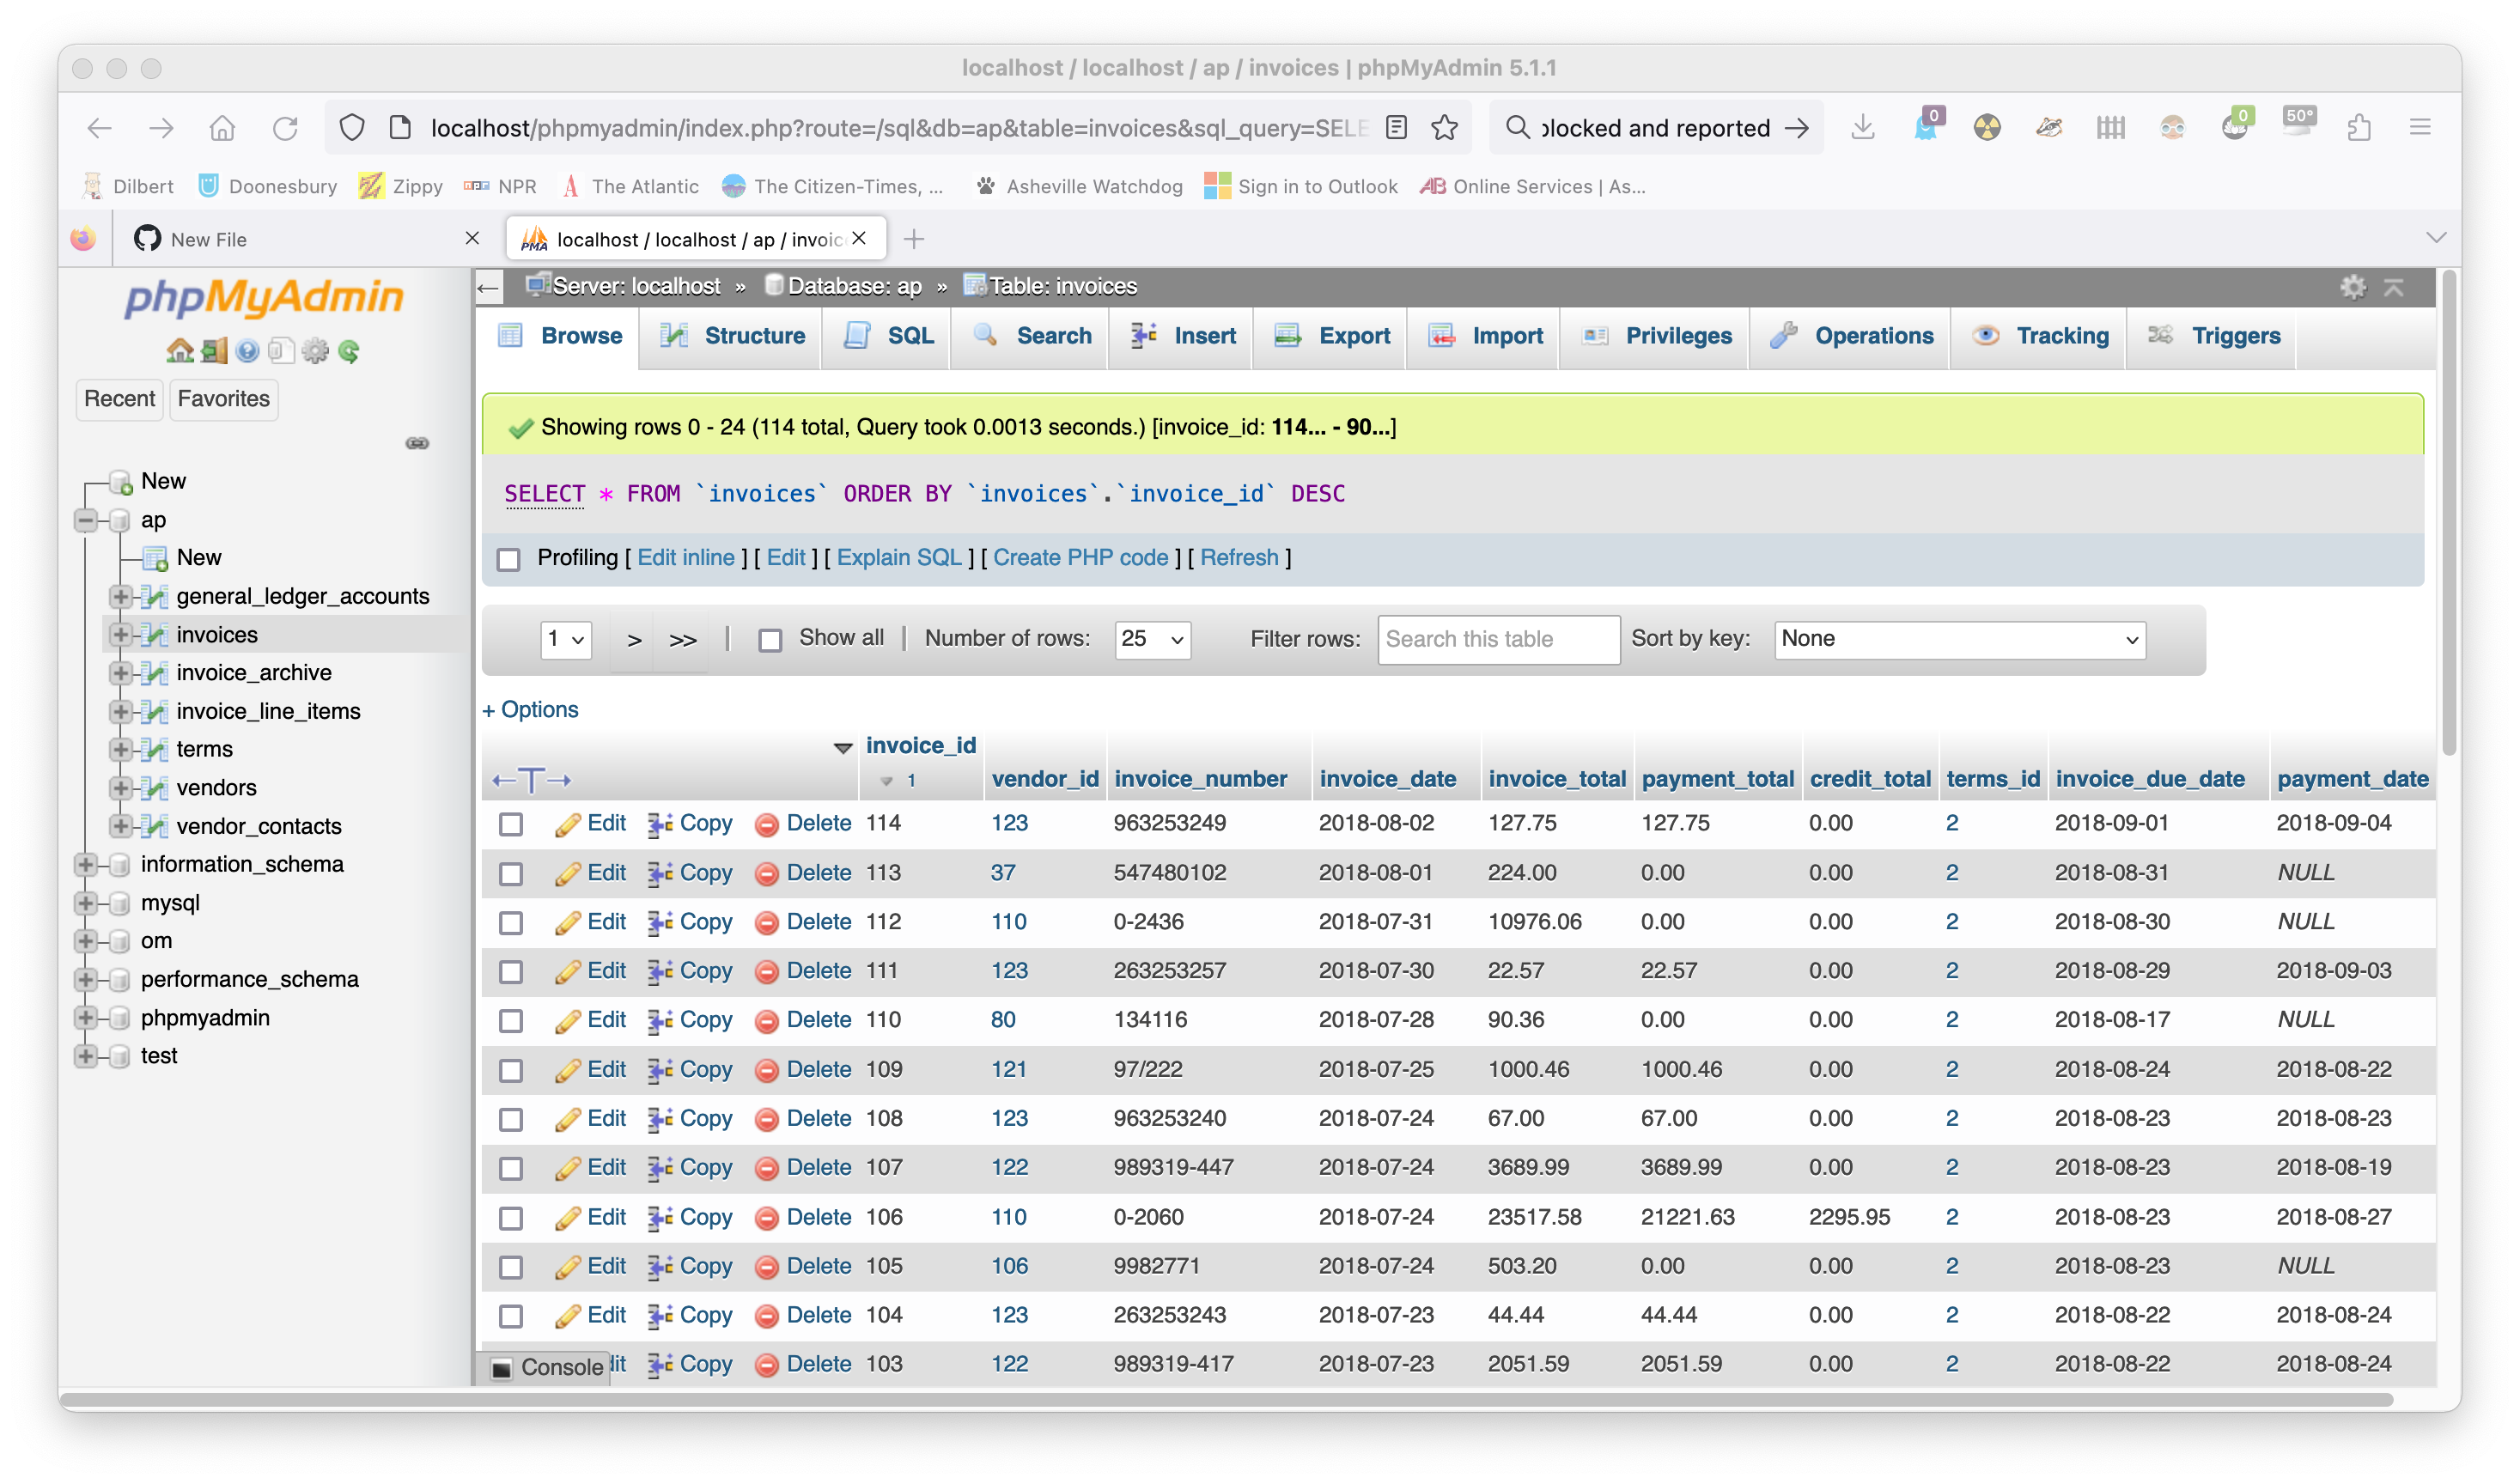 localhost / localhost / ap / invoices | phpMyAdmin 5.1.1
localhost/phpmyadmin/index.php?route=/sql&db=ap&table=invoices&sql_query=SELE
blocked and reported
0
0
50°
Dilbert Doonesbury Zippy NPR The Atlantic The Citizen-Times, ... Asheville Watchdog Sign in to Outlook Online Services | As...
New File
PMA localhost / localhost / ap / invoic
phpMyAdmin
Recent Favorites
New
ap
New
general_ledger_accounts
invoices
invoice_archive
invoice_line_items
terms
vendors
vendor_contacts
information_schema
mysql
om
performance_schema
phpmyadmin
test
Server: localhost » Database: ap » Table: invoices
Browse Structure SQL Search Insert Export Import Privileges Operations Tracking Triggers
Showing rows 0 - 24 (114 total, Query took 0.0013 seconds.) [invoice_id: 114... - 90...]
SELECT * FROM `invoices` ORDER BY `invoices`.`invoice_id` DESC
Profiling [ Edit inline ] [ Edit ] [ Explain SQL ] [ Create PHP code ] [ Refresh ]
1 > >> | Show all | Number of rows: 25 Filter rows: Search this table Sort by key: None
+ Options
←T→ invoice_id 1 vendor_id invoice_number invoice_date invoice_total payment_total credit_total terms_id invoice_due_date payment_date
Edit Copy Delete 114 123 963253249 2018-08-02 127.75 127.75 0.00 2 2018-09-01 2018-09-04
Edit Copy Delete 113 37 547480102 2018-08-01 224.00 0.00 0.00 2 2018-08-31 NULL
Edit Copy Delete 112 110 0-2436 2018-07-31 10976.06 0.00 0.00 2 2018-08-30 NULL
Edit Copy Delete 111 123 263253257 2018-07-30 22.57 22.57 0.00 2 2018-08-29 2018-09-03
Edit Copy Delete 110 80 134116 2018-07-28 90.36 0.00 0.00 2 2018-08-17 NULL
Edit Copy Delete 109 121 97/222 2018-07-25 1000.46 1000.46 0.00 2 2018-08-24 2018-08-22
Edit Copy Delete 108 123 963253240 2018-07-24 67.00 67.00 0.00 2 2018-08-23 2018-08-23
Edit Copy Delete 107 122 989319-447 2018-07-24 3689.99 3689.99 0.00 2 2018-08-23 2018-08-19
Edit Copy Delete 106 110 0-2060 2018-07-24 23517.58 21221.63 2295.95 2 2018-08-23 2018-08-27
Edit Copy Delete 105 106 9982771 2018-07-24 503.20 0.00 0.00 2 2018-08-23 NULL
Edit Copy Delete 104 123 263253243 2018-07-23 44.44 44.44 0.00 2 2018-08-22 2018-08-24
Console dit Copy Delete 103 122 989319-417 2018-07-23 2051.59 2051.59 0.00 2 2018-08-22 2018-08-24